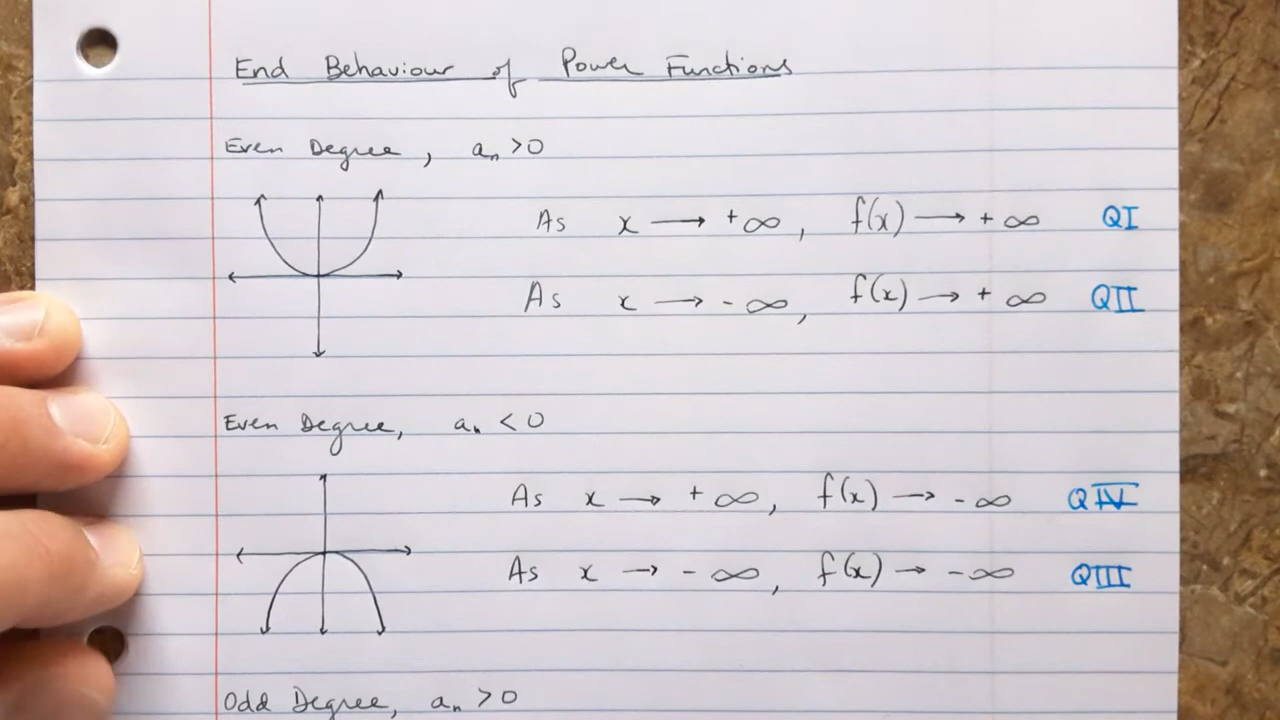 End Behaviour of Power Functions
Even Degree, aₙ > 0
As x → +∞, f(x) → +∞ QI
As x → -∞, f(x) → +∞ QII
Even Degree, aₙ < 0
As x → +∞, f(x) → -∞ QIV
As x → -∞, f(x) → -∞ QIII
Odd Degree, aₙ > 0